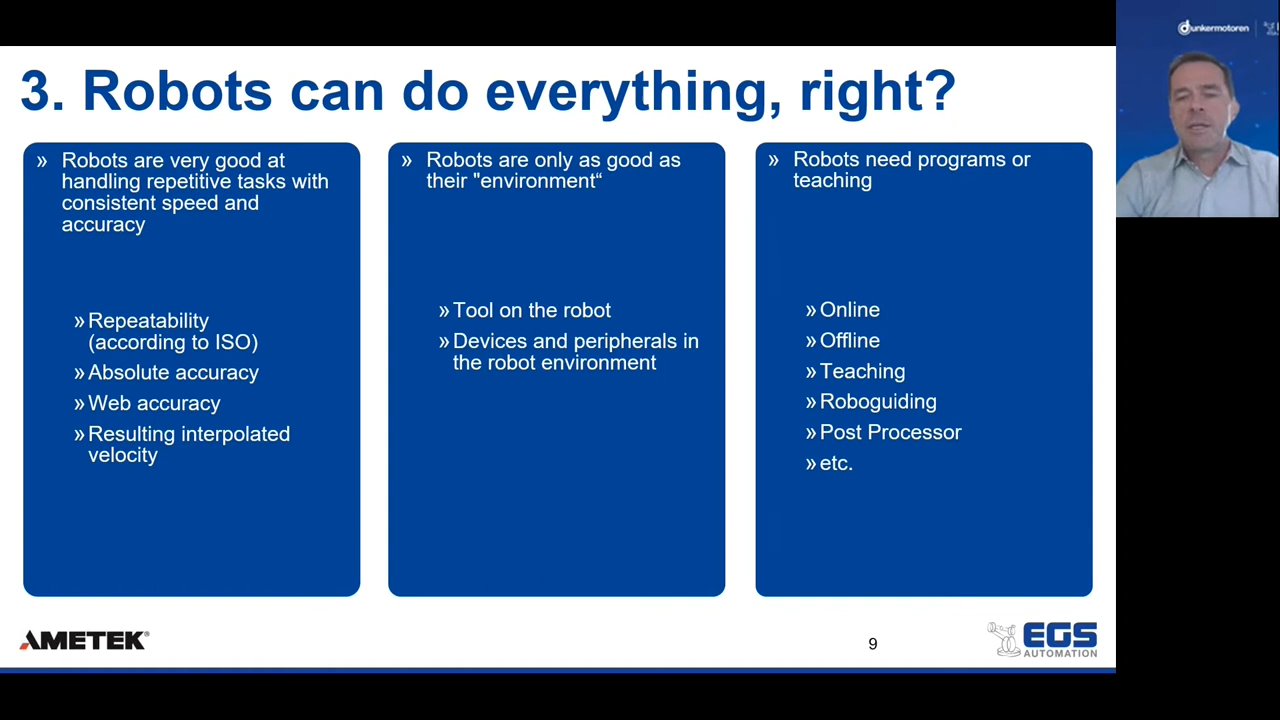 3. Robots can do everything, right?
» Robots are very good at
handling repetitive tasks with
consistent speed and
accuracy
» Repeatability
(according to ISO)
» Absolute accuracy
» Web accuracy
» Resulting interpolated
velocity
» Robots are only as good as
their "environment“
» Tool on the robot
» Devices and peripherals in
the robot environment
» Robots need programs or
teaching
» Online
» Offline
» Teaching
» Roboguiding
» Post Processor
» etc.
AMETEK®
9
EGS
AUTOMATION
dunkermotoren